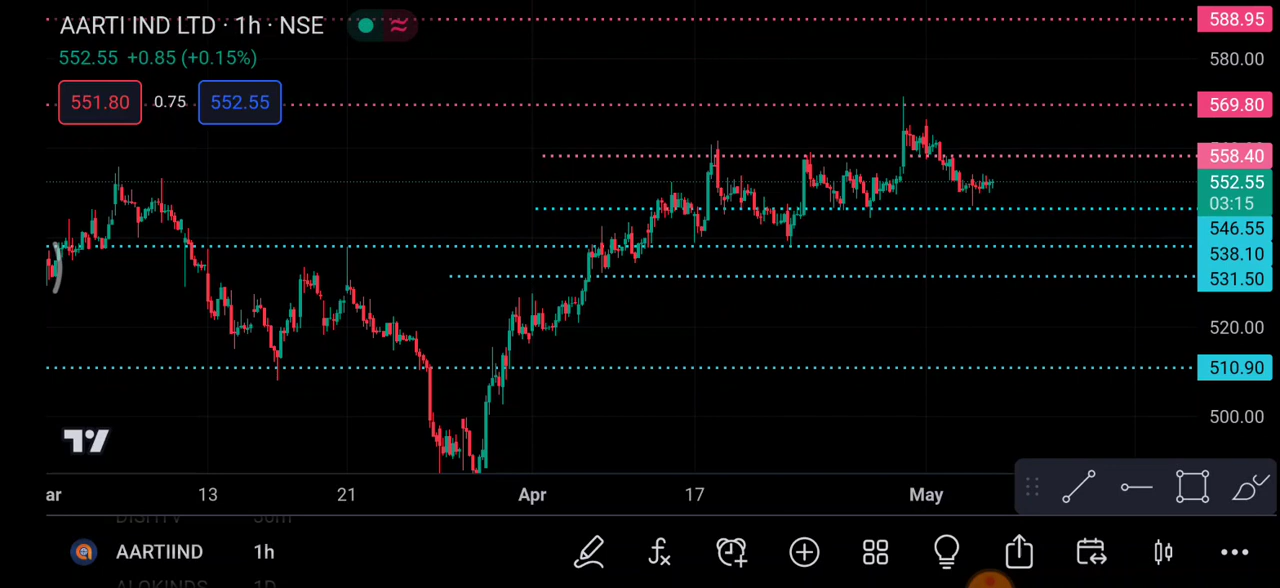 AARTI IND LTD · 1h · NSE
552.55 +0.85 (+0.15%)
551.80 0.75 552.55
588.95
580.00
569.80
558.40
552.55
03:15
546.55
538.10
531.50
520.00
510.90
500.00
ar 13 21 Apr 17 May
AARTIIND 1h